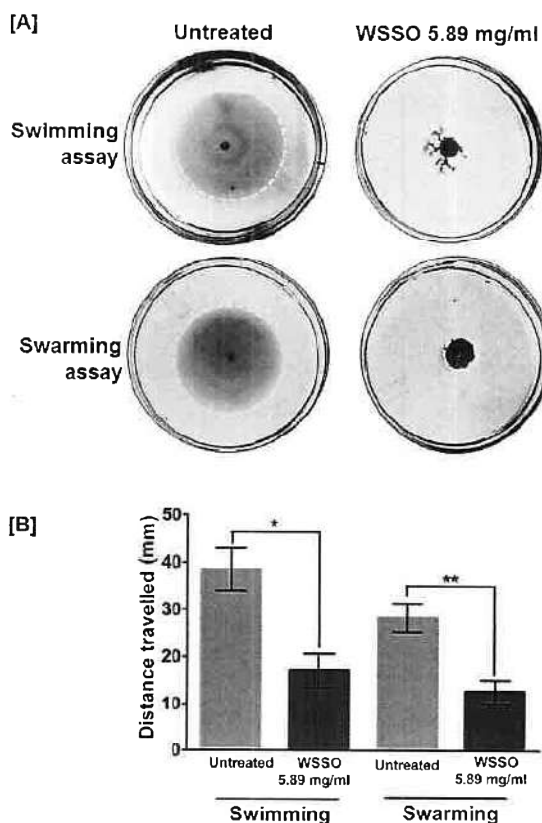 [A]
Untreated
WSSO 5.89 mg/ml
Swimming
assay
Swarming
assay
[B]
Distance travelled (mm)
50
40
30
20
10
0
*
**
Untreated
WSSO
5.89 mg/ml
Untreated
WSSO
5.89 mg/ml
Swimming
Swarming